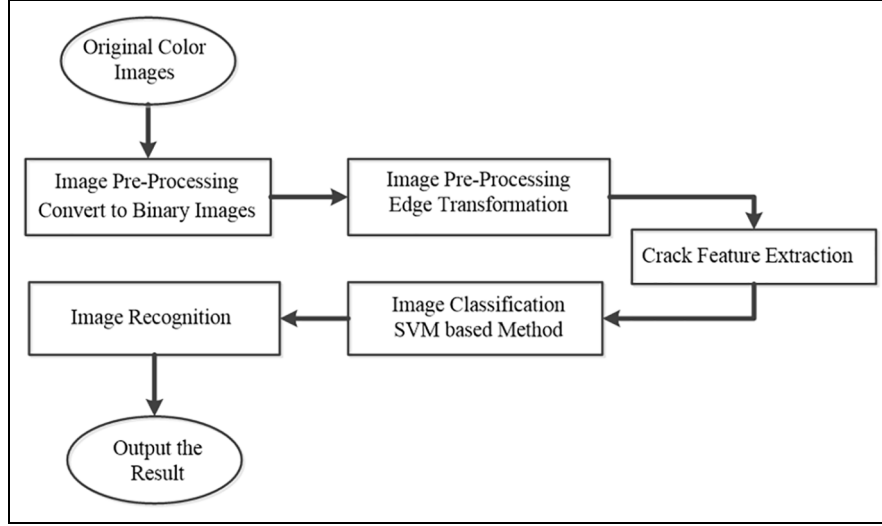 Original Color
Images
Image Pre-Processing
Convert to Binary Images
Image Pre-Processing
Edge Transformation
Crack Feature Extraction
Image Classification
SVM based Method
Image Recognition
Output the
Result